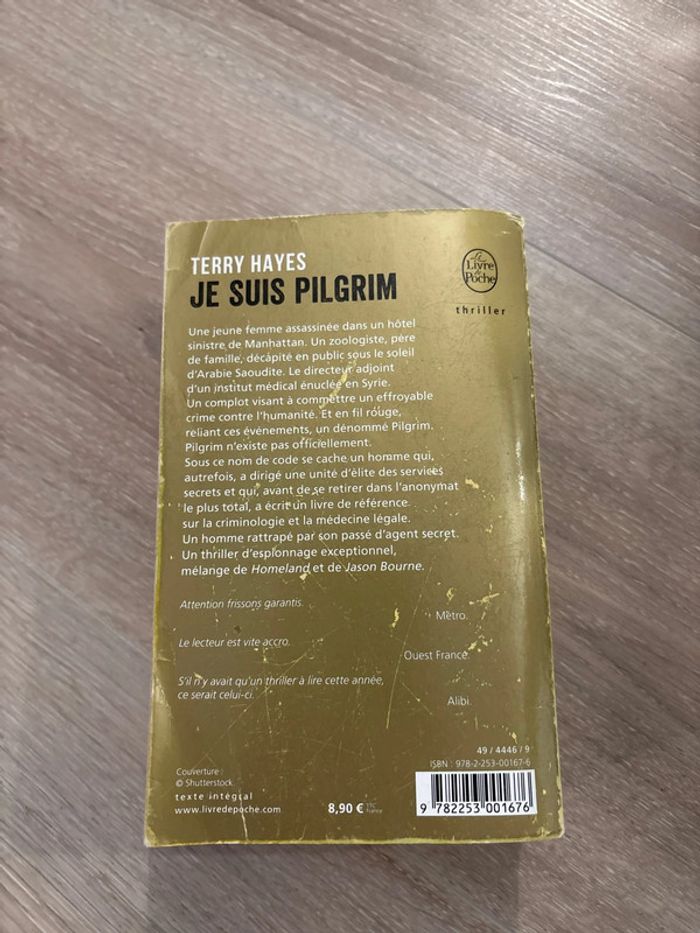 TERRY HAYES
JE SUIS PILGRIM
Le
Livre
de
Poche
thriller
Une jeune femme assassinée dans un hôtel
sinistre de Manhattan. Un zoologiste, père
de famille, décapité en public sous le soleil
d'Arabie Saoudite. Le directeur adjoint
d'un institut médical énucléé en Syrie.
Un complot visant à commettre un effroyable
crime contre l'humanité. Et en fil rouge,
reliant ces événements, un dénommé Pilgrim.
Pilgrim n'existe pas officiellement.
Sous ce nom de code se cache un homme qui,
autrefois, a dirigé une unité d'élite des services
secrets et qui, avant de se retirer dans l'anonymat
le plus total, a écrit un livre de référence
sur la criminologie et la médecine légale.
Un homme rattrapé par son passé d'agent secret.
Un thriller d'espionnage exceptionnel,
mélange de Homeland et de Jason Bourne.
Attention frissons garantis.
Métro.
Le lecteur est vite accro.
Ouest France.
S'il n'y avait qu'un thriller à lire cette année,
ce serait celui-ci.
Alibi.
49 / 4446 / 9
ISBN : 978-2-253-00167-6
Couverture :
© Shutterstock.
texte intégral
www.livredepoche.com
8,90 € TTC
France
9 782253 001676